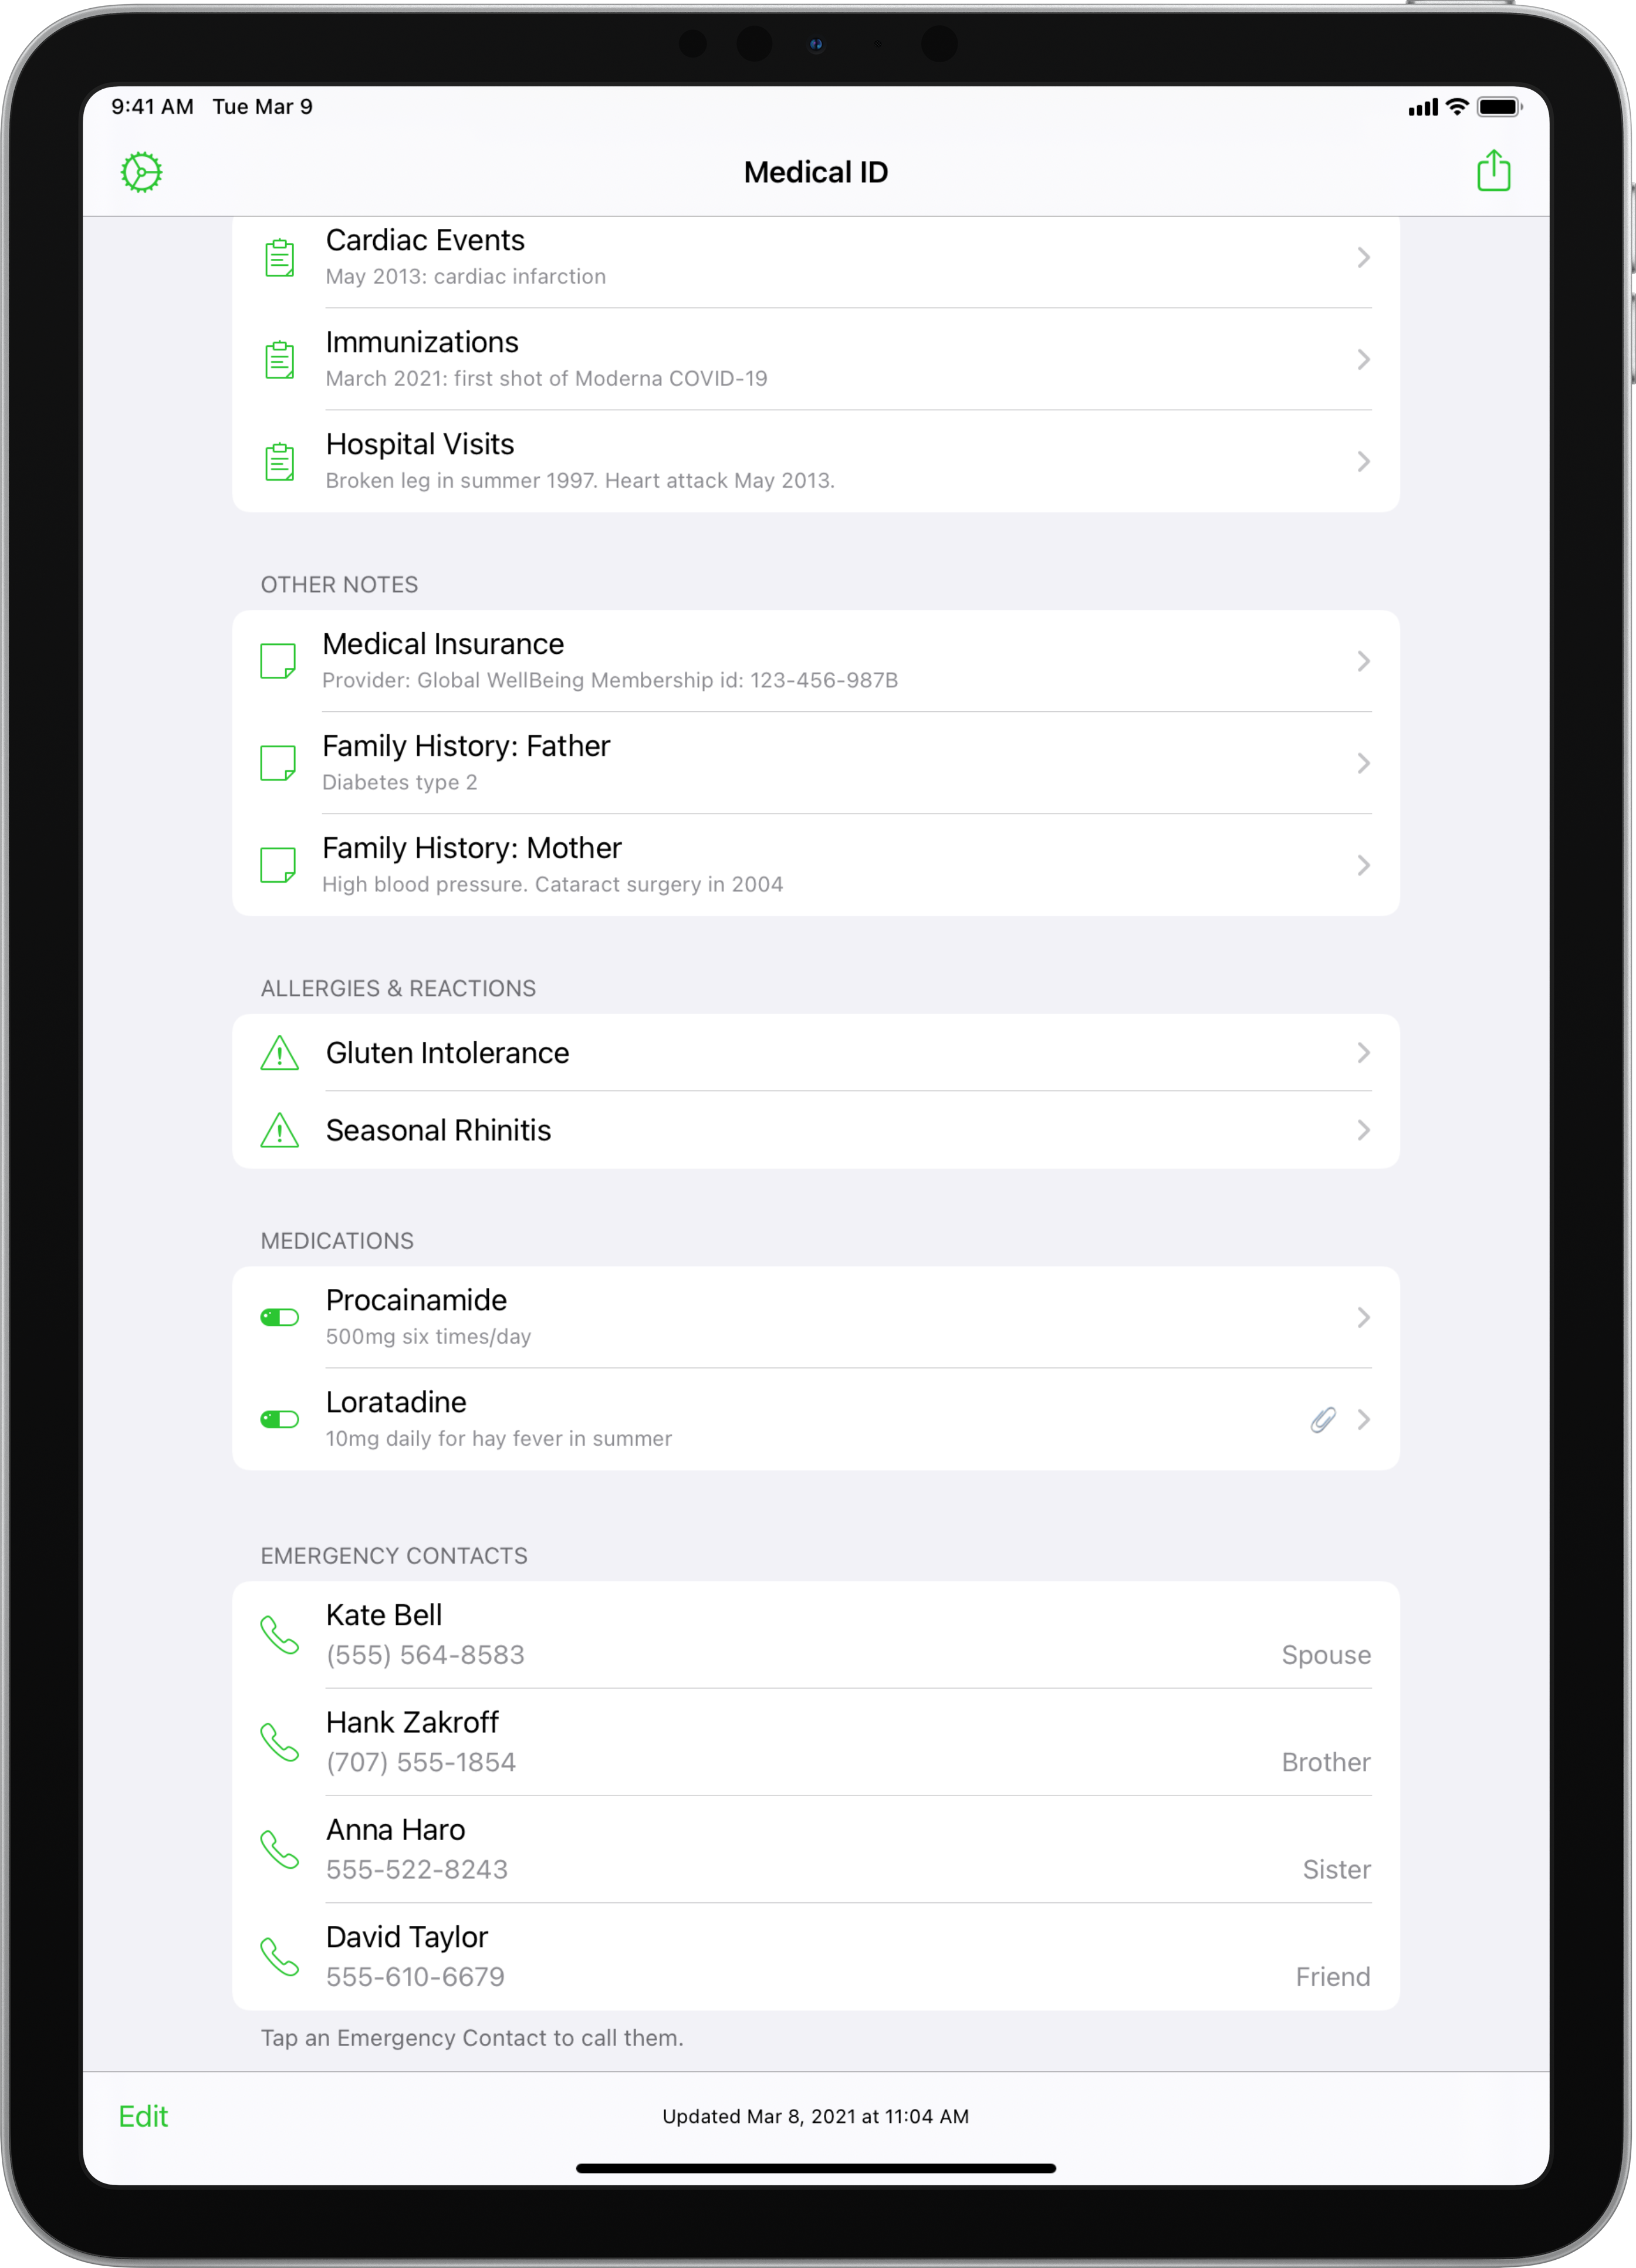 9:41 AM Tue Mar 9
Medical ID
Cardiac Events
May 2013: cardiac infarction
Immunizations
March 2021: first shot of Moderna COVID-19
Hospital Visits
Broken leg in summer 1997. Heart attack May 2013.
OTHER NOTES
Medical Insurance
Provider: Global WellBeing Membership id: 123-456-987B
Family History: Father
Diabetes type 2
Family History: Mother
High blood pressure. Cataract surgery in 2004
ALLERGIES & REACTIONS
Gluten Intolerance
Seasonal Rhinitis
MEDICATIONS
Procainamide
500mg six times/day
Loratadine
10mg daily for hay fever in summer
EMERGENCY CONTACTS
Kate Bell
(555) 564-8583 Spouse
Hank Zakroff
(707) 555-1854 Brother
Anna Haro
555-522-8243 Sister
David Taylor
555-610-6679 Friend
Tap an Emergency Contact to call them.
Edit Updated Mar 8, 2021 at 11:04 AM